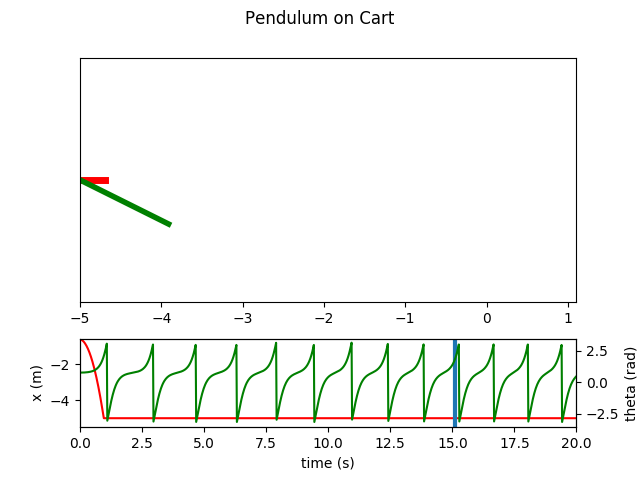 Pendulum on Cart
−5 −4 −3 −2 −1 0 1
x (m)
−2
−4
2.5
0.0
−2.5
theta (rad)
0.0 2.5 5.0 7.5 10.0 12.5 15.0 17.5 20.0
time (s)